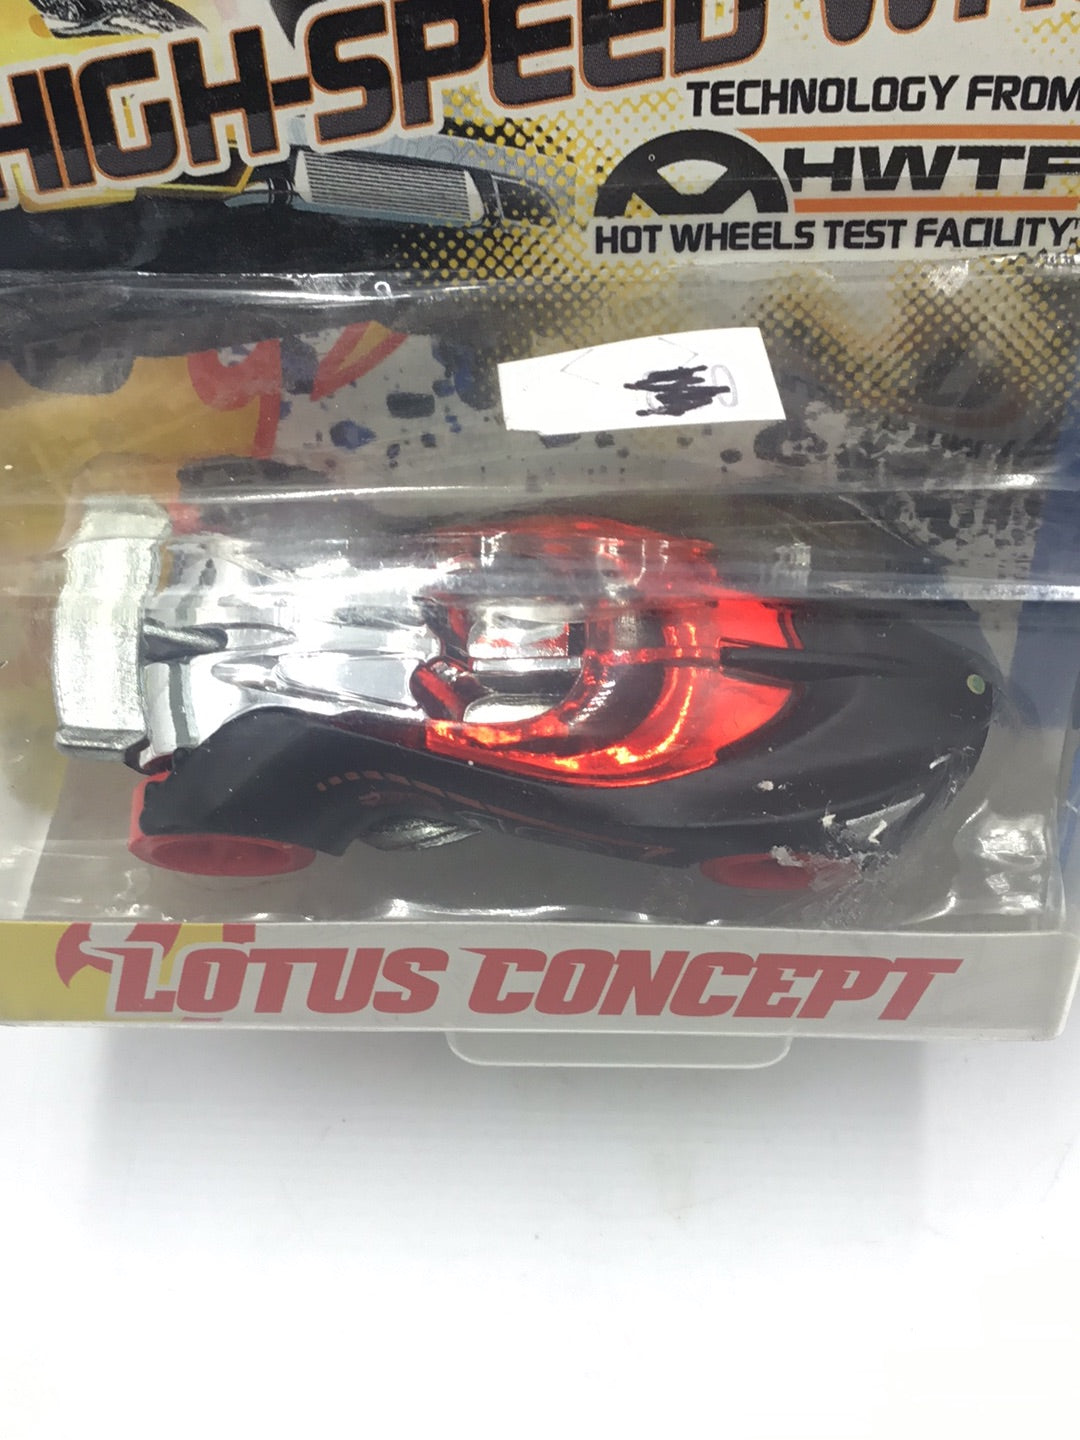 HIGH-SPEED
TECHNOLOGY FROM
HWTF
HOT WHEELS TEST FACILITY
LOTUS CONCEPT